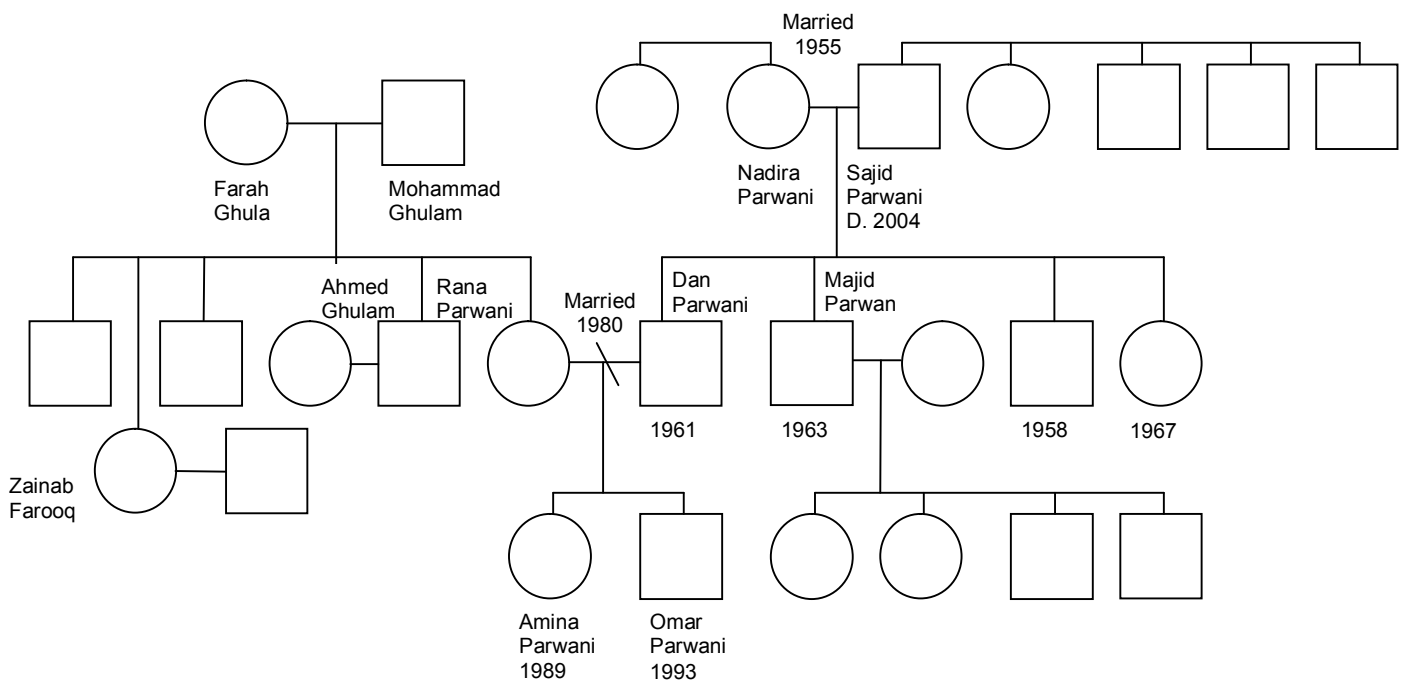 Married
1955
Farah
Ghula
Mohammad
Ghulam
Nadira
Parwani
Sajid
Parwani
D. 2004
Ahmed
Ghulam
Rana
Parwani
Married
1980
Dan
Parwani
Majid
Parwan
1961
1963
1958
1967
Zainab
Farooq
Amina
Parwani
1989
Omar
Parwani
1993